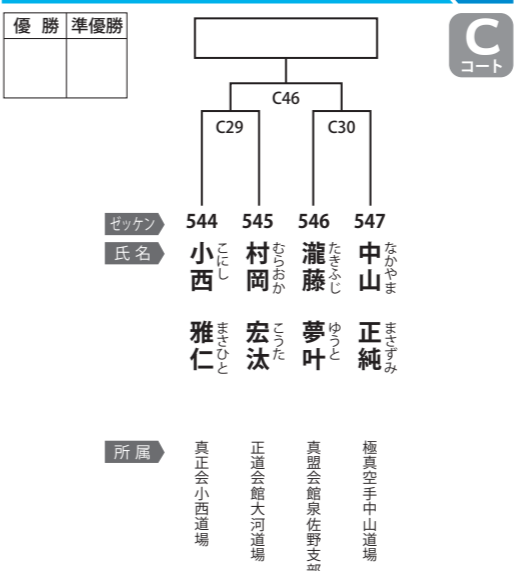 優勝 準優勝
C
コート
C46
C29 C30
ゼッケン 544 545 546 547
氏名
小西 雅仁
こにし まさひと
村岡 宏汰
むらおか こうた
瀧藤 夢叶
たきふじ ゆうと
中山 正純
なかやま まさずみ
所属
真正会小西道場
正道会館大河道場
真盟会館泉佐野支部
極真空手中山道場